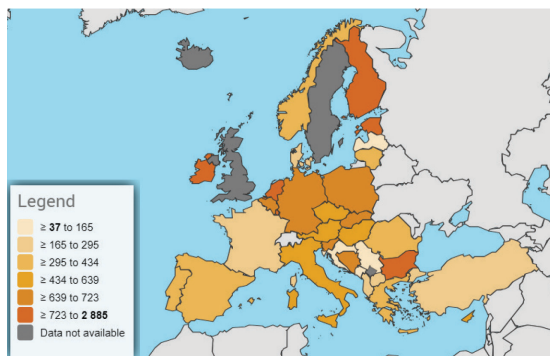 Legend
≥ 37 to 165
≥ 165 to 295
≥ 295 to 434
≥ 434 to 639
≥ 639 to 723
≥ 723 to 2 885
Data not available